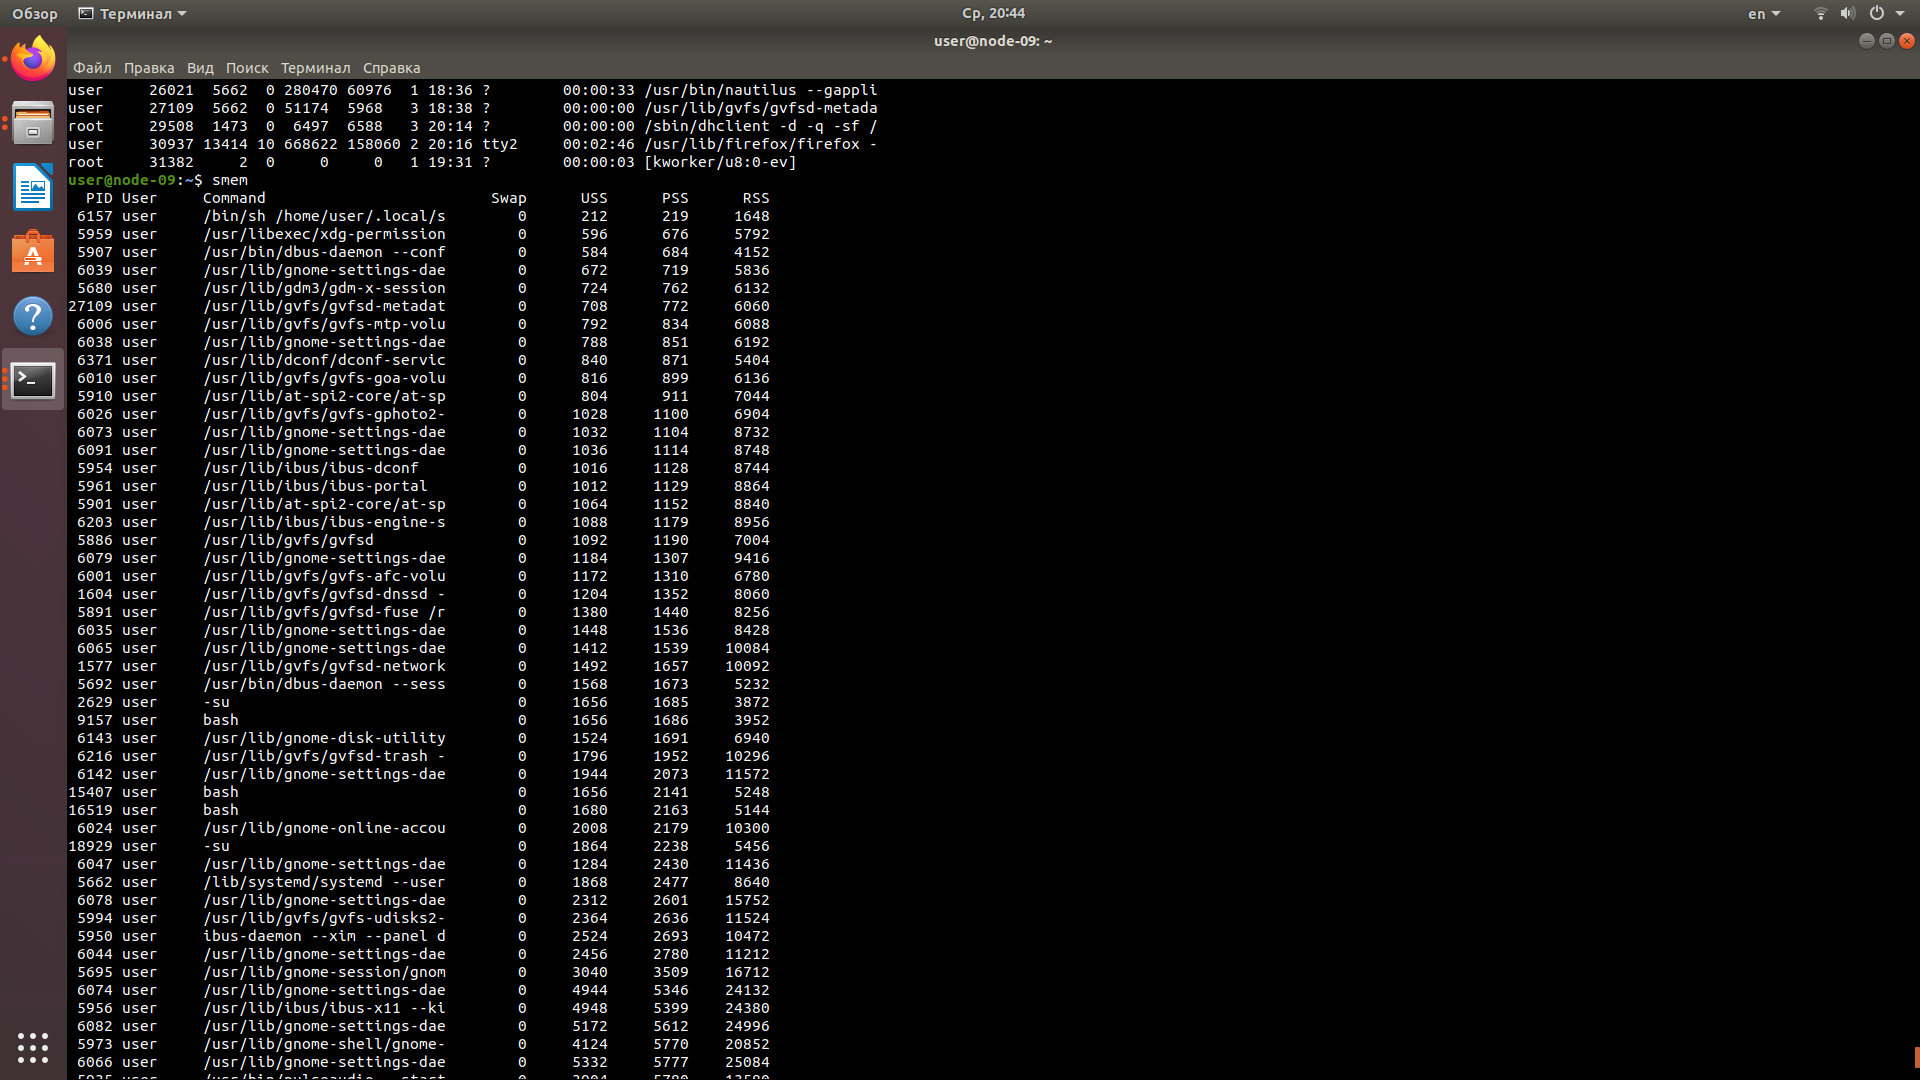 Обзор Терминал Ср, 20:44 en
user@node-09: ~
Файл Правка Вид Поиск Терминал Справка
user 26021 5662 0 280470 60976 1 18:36 ? 00:00:33 /usr/bin/nautilus --gappli
user 27109 5662 0 51174 5968 3 18:38 ? 00:00:00 /usr/lib/gvfs/gvfsd-metada
root 29508 1473 0 6497 6588 3 20:14 ? 00:00:00 /sbin/dhclient -d -q -sf /
user 30937 13414 10 668622 158060 2 20:16 tty2 00:02:46 /usr/lib/firefox/firefox -
root 31382 2 0 0 0 1 19:31 ? 00:00:03 [kworker/u8:0-ev]
user@node-09:~$ smem
PID User Command Swap USS PSS RSS
6157 user /bin/sh /home/user/.local/s 0 212 219 1648
5959 user /usr/libexec/xdg-permission 0 596 676 5792
5907 user /usr/bin/dbus-daemon --conf 0 584 684 4152
6039 user /usr/lib/gnome-settings-dae 0 672 719 5836
5680 user /usr/lib/gdm3/gdm-x-session 0 724 762 6132
27109 user /usr/lib/gvfs/gvfsd-metadat 0 708 772 6060
6006 user /usr/lib/gvfs/gvfs-mtp-volu 0 792 834 6088
6038 user /usr/lib/gnome-settings-dae 0 788 851 6192
6371 user /usr/lib/dconf/dconf-servic 0 840 871 5404
6010 user /usr/lib/gvfs/gvfs-goa-volu 0 816 899 6136
5910 user /usr/lib/at-spi2-core/at-sp 0 804 911 7044
6026 user /usr/lib/gvfs/gvfs-gphoto2- 0 1028 1100 6904
6073 user /usr/lib/gnome-settings-dae 0 1032 1104 8732
6091 user /usr/lib/gnome-settings-dae 0 1036 1114 8748
5954 user /usr/lib/ibus/ibus-dconf 0 1016 1128 8744
5961 user /usr/lib/ibus/ibus-portal 0 1012 1129 8864
5901 user /usr/lib/at-spi2-core/at-sp 0 1064 1152 8840
6203 user /usr/lib/ibus/ibus-engine-s 0 1088 1179 8956
5886 user /usr/lib/gvfs/gvfsd 0 1092 1190 7004
6079 user /usr/lib/gnome-settings-dae 0 1184 1307 9416
6001 user /usr/lib/gvfs/gvfs-afc-volu 0 1172 1310 6780
1604 user /usr/lib/gvfs/gvfsd-dnssd - 0 1204 1352 8060
5891 user /usr/lib/gvfs/gvfsd-fuse /r 0 1380 1440 8256
6035 user /usr/lib/gnome-settings-dae 0 1448 1536 8428
6065 user /usr/lib/gnome-settings-dae 0 1412 1539 10084
1577 user /usr/lib/gvfs/gvfsd-network 0 1492 1657 10092
5692 user /usr/bin/dbus-daemon --sess 0 1568 1673 5232
2629 user -su 0 1656 1685 3872
9157 user bash 0 1656 1686 3952
6143 user /usr/lib/gnome-disk-utility 0 1524 1691 6940
6216 user /usr/lib/gvfs/gvfsd-trash - 0 1796 1952 10296
6142 user /usr/lib/gnome-settings-dae 0 1944 2073 11572
15407 user bash 0 1656 2141 5248
16519 user bash 0 1680 2163 5144
6024 user /usr/lib/gnome-online-accou 0 2008 2179 10300
18929 user -su 0 1864 2238 5456
6047 user /usr/lib/gnome-settings-dae 0 1284 2430 11436
5662 user /lib/systemd/systemd --user 0 1868 2477 8640
6078 user /usr/lib/gnome-settings-dae 0 2312 2601 15752
5994 user /usr/lib/gvfs/gvfs-udisks2- 0 2364 2636 11524
5950 user ibus-daemon --xim --panel d 0 2524 2693 10472
6044 user /usr/lib/gnome-settings-dae 0 2456 2780 11212
5695 user /usr/lib/gnome-session/gnom 0 3040 3509 16712
6074 user /usr/lib/gnome-settings-dae 0 4944 5346 24132
5956 user /usr/lib/ibus/ibus-x11 --ki 0 4948 5399 24380
6082 user /usr/lib/gnome-settings-dae 0 5172 5612 24996
5973 user /usr/lib/gnome-shell/gnome- 0 4124 5770 20852
6066 user /usr/lib/gnome-settings-dae 0 5332 5777 25084